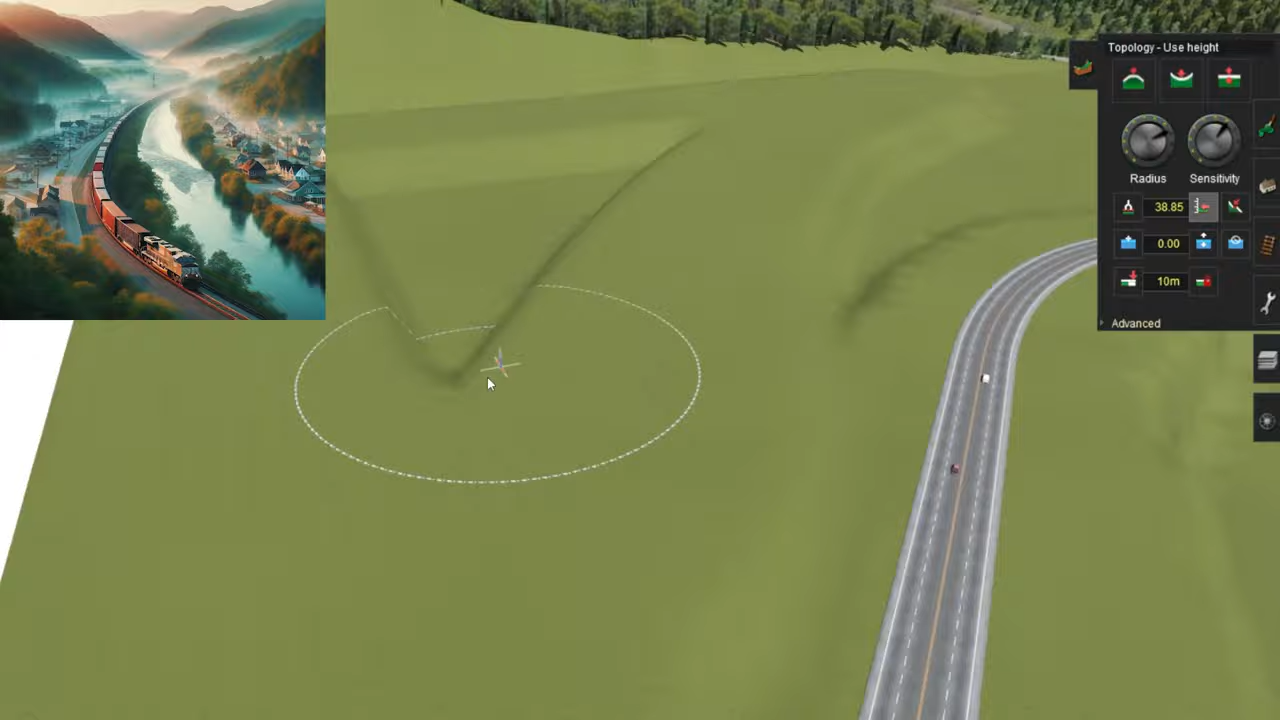 Topology - Use height
Radius
Sensitivity
38.85
0.00
10m
Advanced